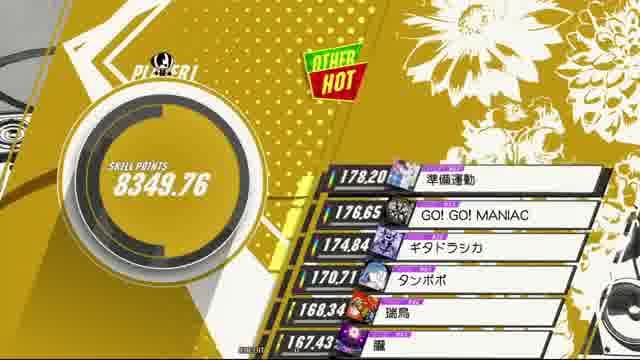 PLAYER1
OTHER
HOT
SKILL POINTS
8349.76
178,20 準備運動
176,65 GO! GO! MANIAC
174,84 ギタドラシカ
170,71 タンポポ
168,34 瑞鳥
167,43 朧